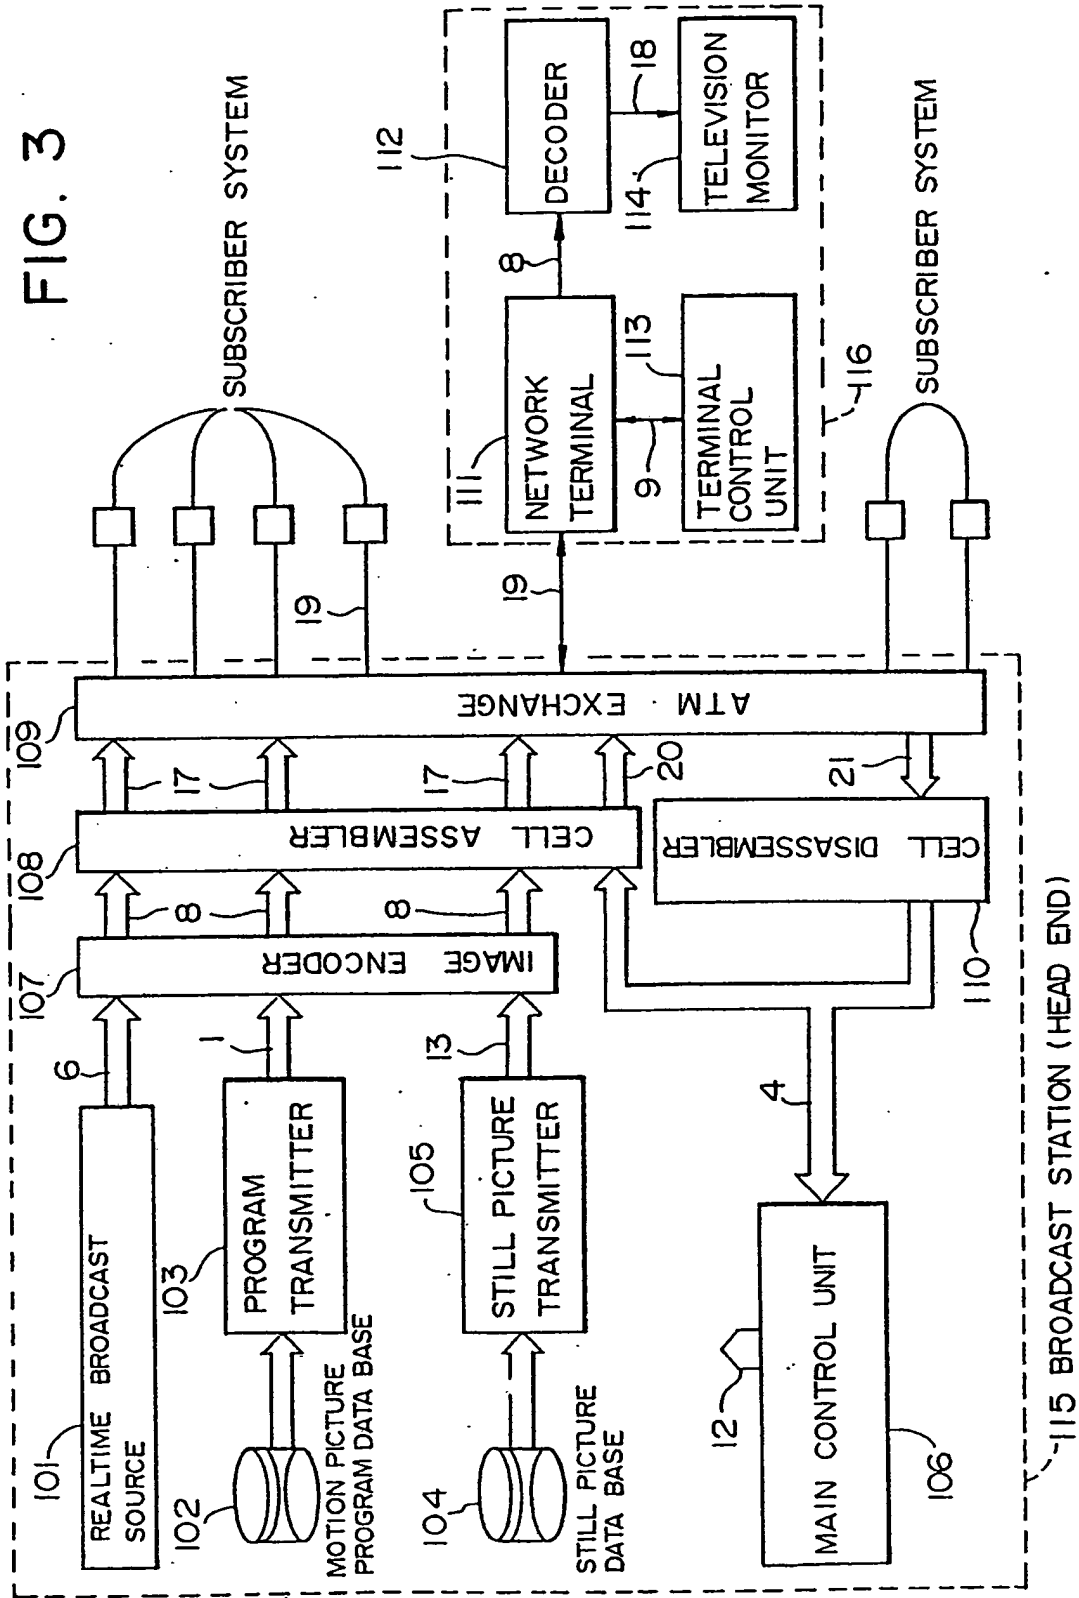 FIG. 3
101
REALTIME BROADCAST
SOURCE
6
107
IMAGE ENCODER
8
108
CELL ASSEMBLER
17
109
ATM EXCHANGE
SUBSCRIBER SYSTEM
19
102
MOTION PICTURE
PROGRAM DATA BASE
103
PROGRAM
TRANSMITTER
1
8
17
20
104
STILL PICTURE
DATA BASE
105
STILL PICTURE
TRANSMITTER
13
19
111
NETWORK
TERMINAL
8
112
DECODER
18
114
TELEVISION
MONITOR
9
113
TERMINAL
CONTROL
UNIT
116
12
MAIN CONTROL UNIT
106
4
110
CELL DISASSEMBLER
21
SUBSCRIBER SYSTEM
115 BROADCAST STATION (HEAD END)